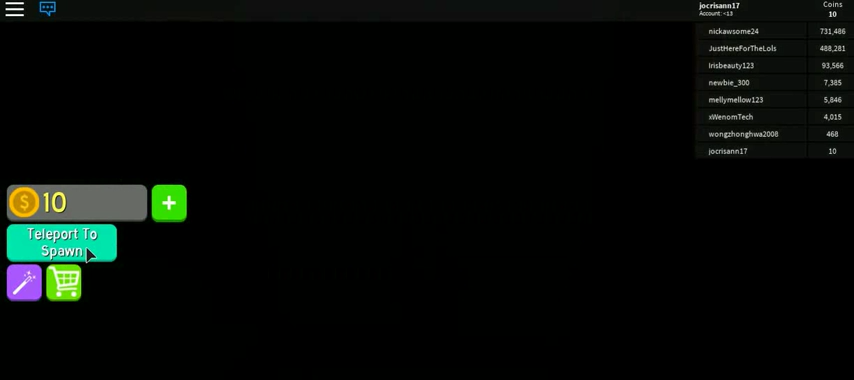 jocrisann17
Account: <13
Coins
10
nickawsome24 731,486
JustHereForTheLols 488,281
Irisbeauty123 93,566
newbie_300 7,385
mellymellow123 5,846
xWenomTech 4,015
wongzhonghwa2008 468
jocrisann17 10
$ 10 +
Teleport To
Spawn